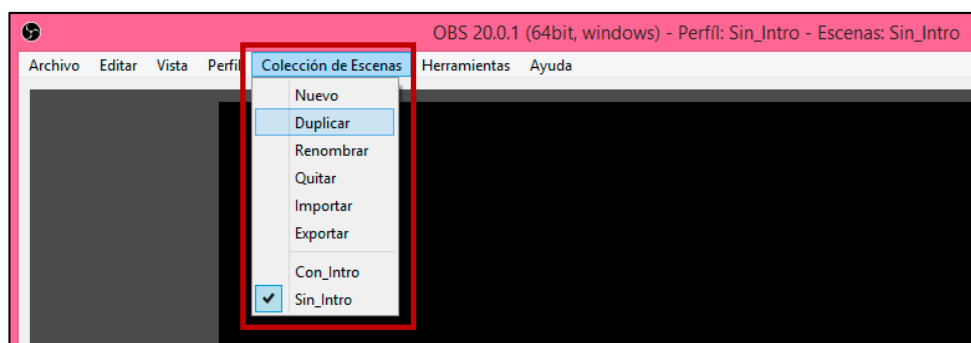 OBS 20.0.1 (64bit, windows) - Perfíl: Sin_Intro - Escenas: Sin_Intro
Archivo Editar Vista Perfil Colección de Escenas Herramientas Ayuda
Nuevo
Duplicar
Renombrar
Quitar
Importar
Exportar
Con_Intro
Sin_Intro